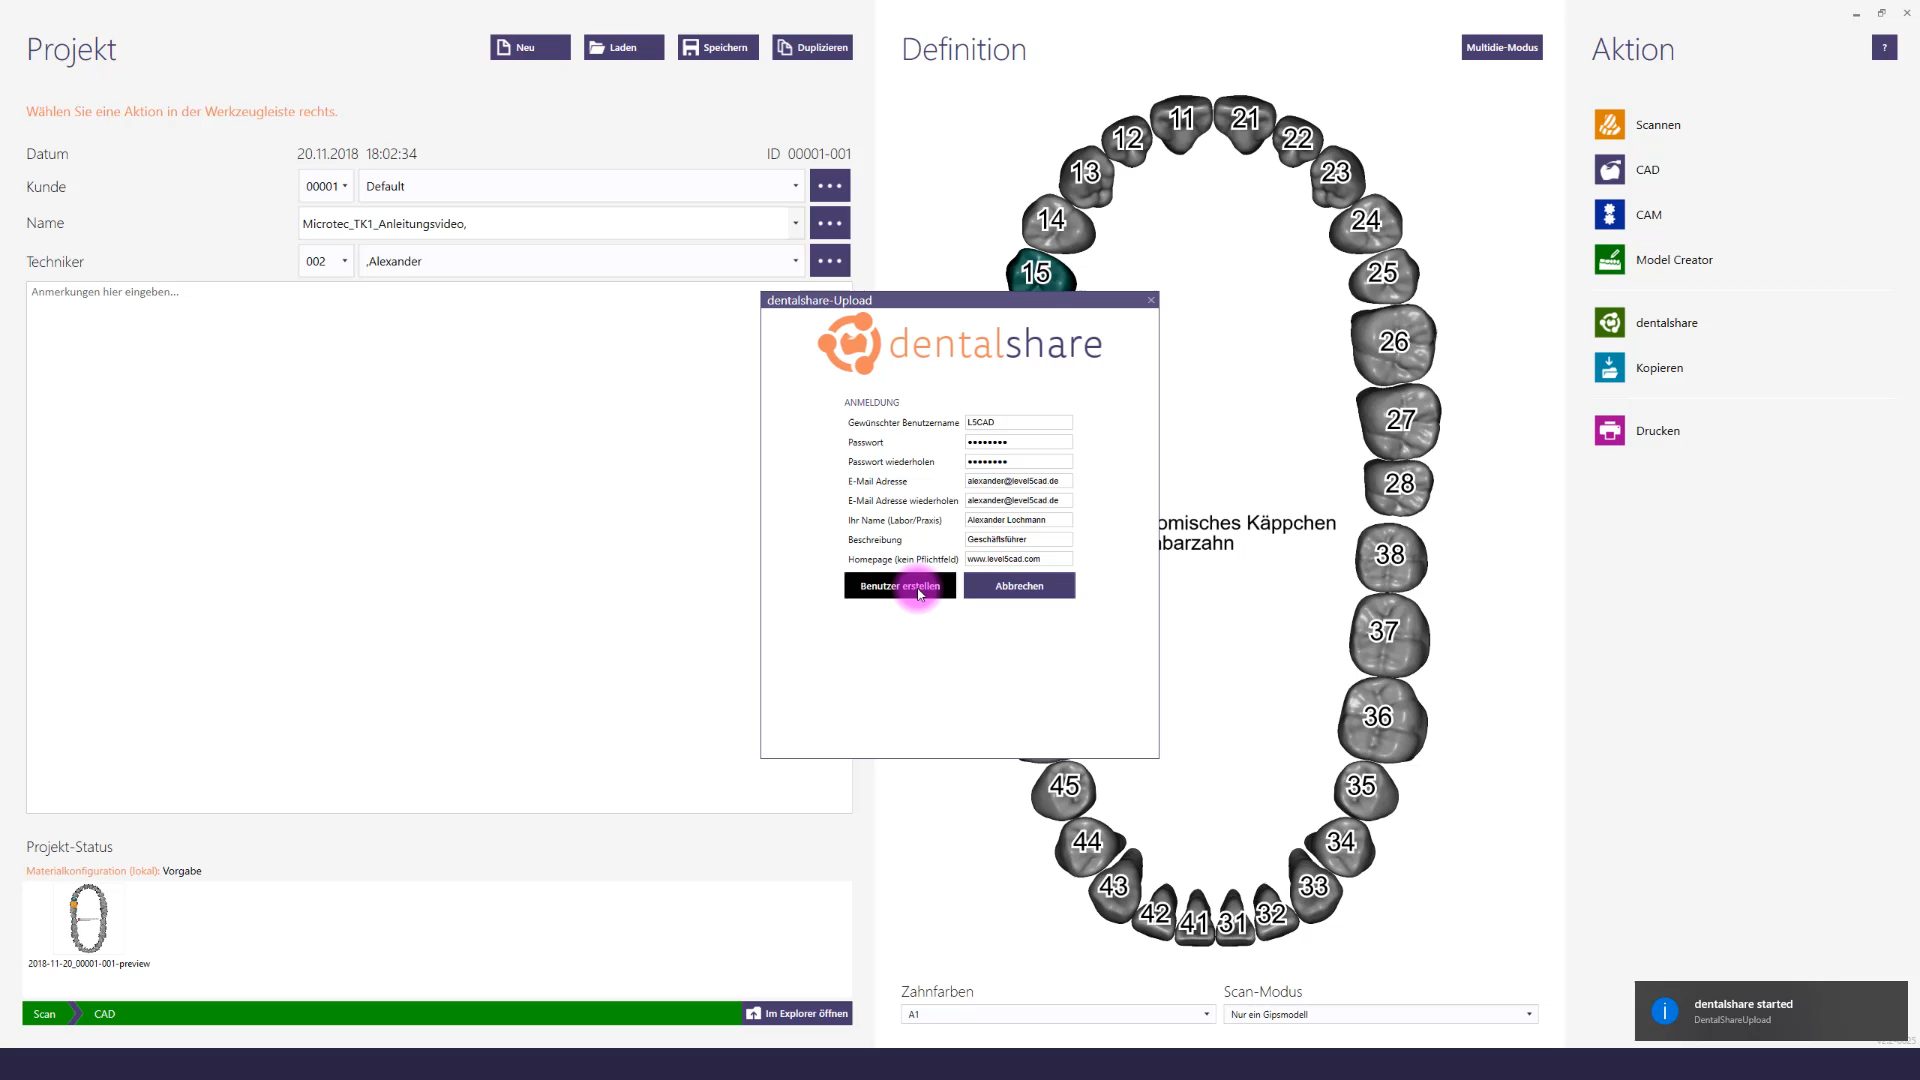 Projekt
Neu
Laden
Speichern
Duplizieren
Wählen Sie eine Aktion in der Werkzeugleiste rechts.
Datum
20.11.2018 18:02:34
ID 00001-001
Kunde
00001
Default
Name
Microtec_TK1_Anleitungsvideo,
Techniker
002
,Alexander
Anmerkungen hier eingeben...
Projekt-Status
Materialkonfiguration (lokal): Vorgabe
2018-11-20_00001-001-preview
Scan
CAD
Im Explorer öffnen
Definition
Multidie-Modus
11
21
12
22
13
23
14
24
15
25
26
27
28
omisches Käppchen
barzahn
38
37
36
45
35
44
34
43
33
42
41
31
32
Zahnfarben
A1
Scan-Modus
Nur ein Gipsmodell
dentalshare-Upload
dentalshare
ANMELDUNG
Gewünschter Benutzername
L5CAD
Passwort
Passwort wiederholen
E-Mail Adresse
alexander@level5cad.de
E-Mail Adresse wiederholen
alexander@level5cad.de
Ihr Name (Labor/Praxis)
Alexander Lochmann
Beschreibung
Geschäftsführer
Homepage (kein Pflichtfeld)
www.level5cad.com
Benutzer erstellen
Abbrechen
Aktion
?
Scannen
CAD
CAM
Model Creator
dentalshare
Kopieren
Drucken
dentalshare started
DentalShareUpload